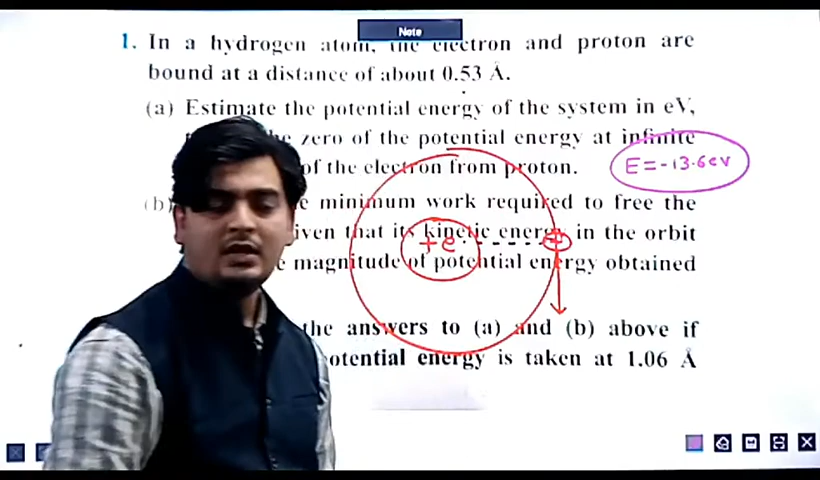 Note
1. In a hydrogen atom, the electron and proton are
bound at a distance of about 0.53 Å.
(a) Estimate the potential energy of the system in eV,
he zero of the potential energy at infinite
of the electron from proton.
E=-13.6ev
(b) e minimum work required to free the
iven that its kinetic energy in the orbit
+e
e magnitude of potential energy obtained
the answers to (a) and (b) above if
otential energy is taken at 1.06 Å